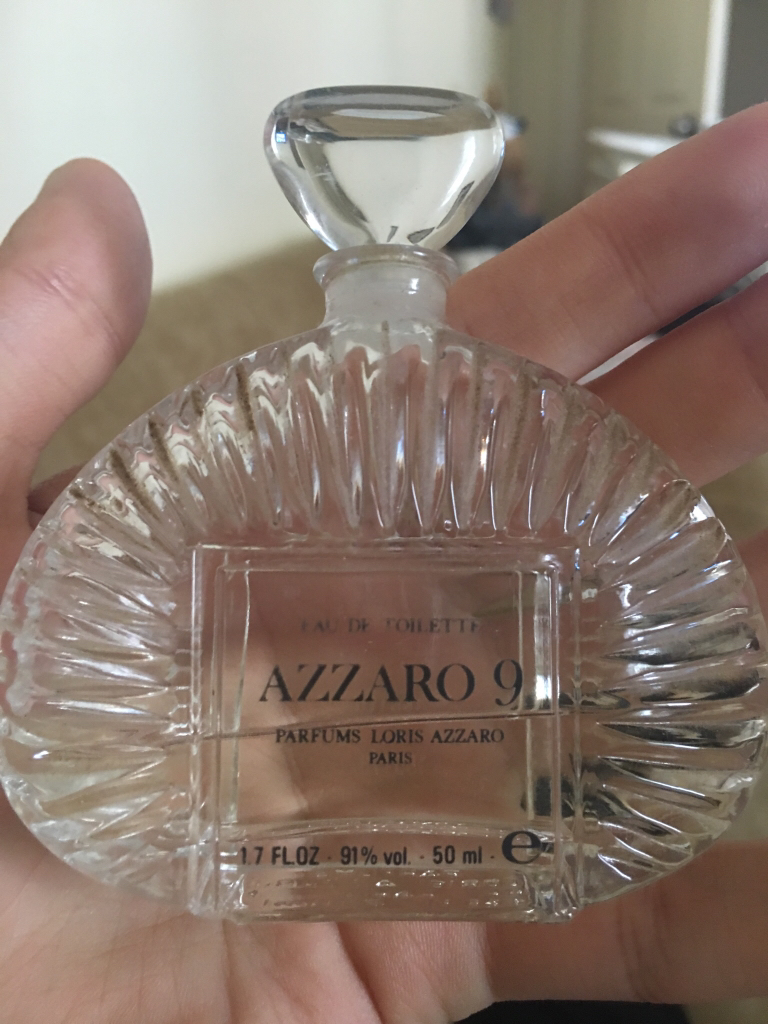 EAU DE TOILETTE
AZZARO 9
PARFUMS LORIS AZZARO
PARIS
1.7 FL.OZ - 91% vol. - 50 ml - ℮